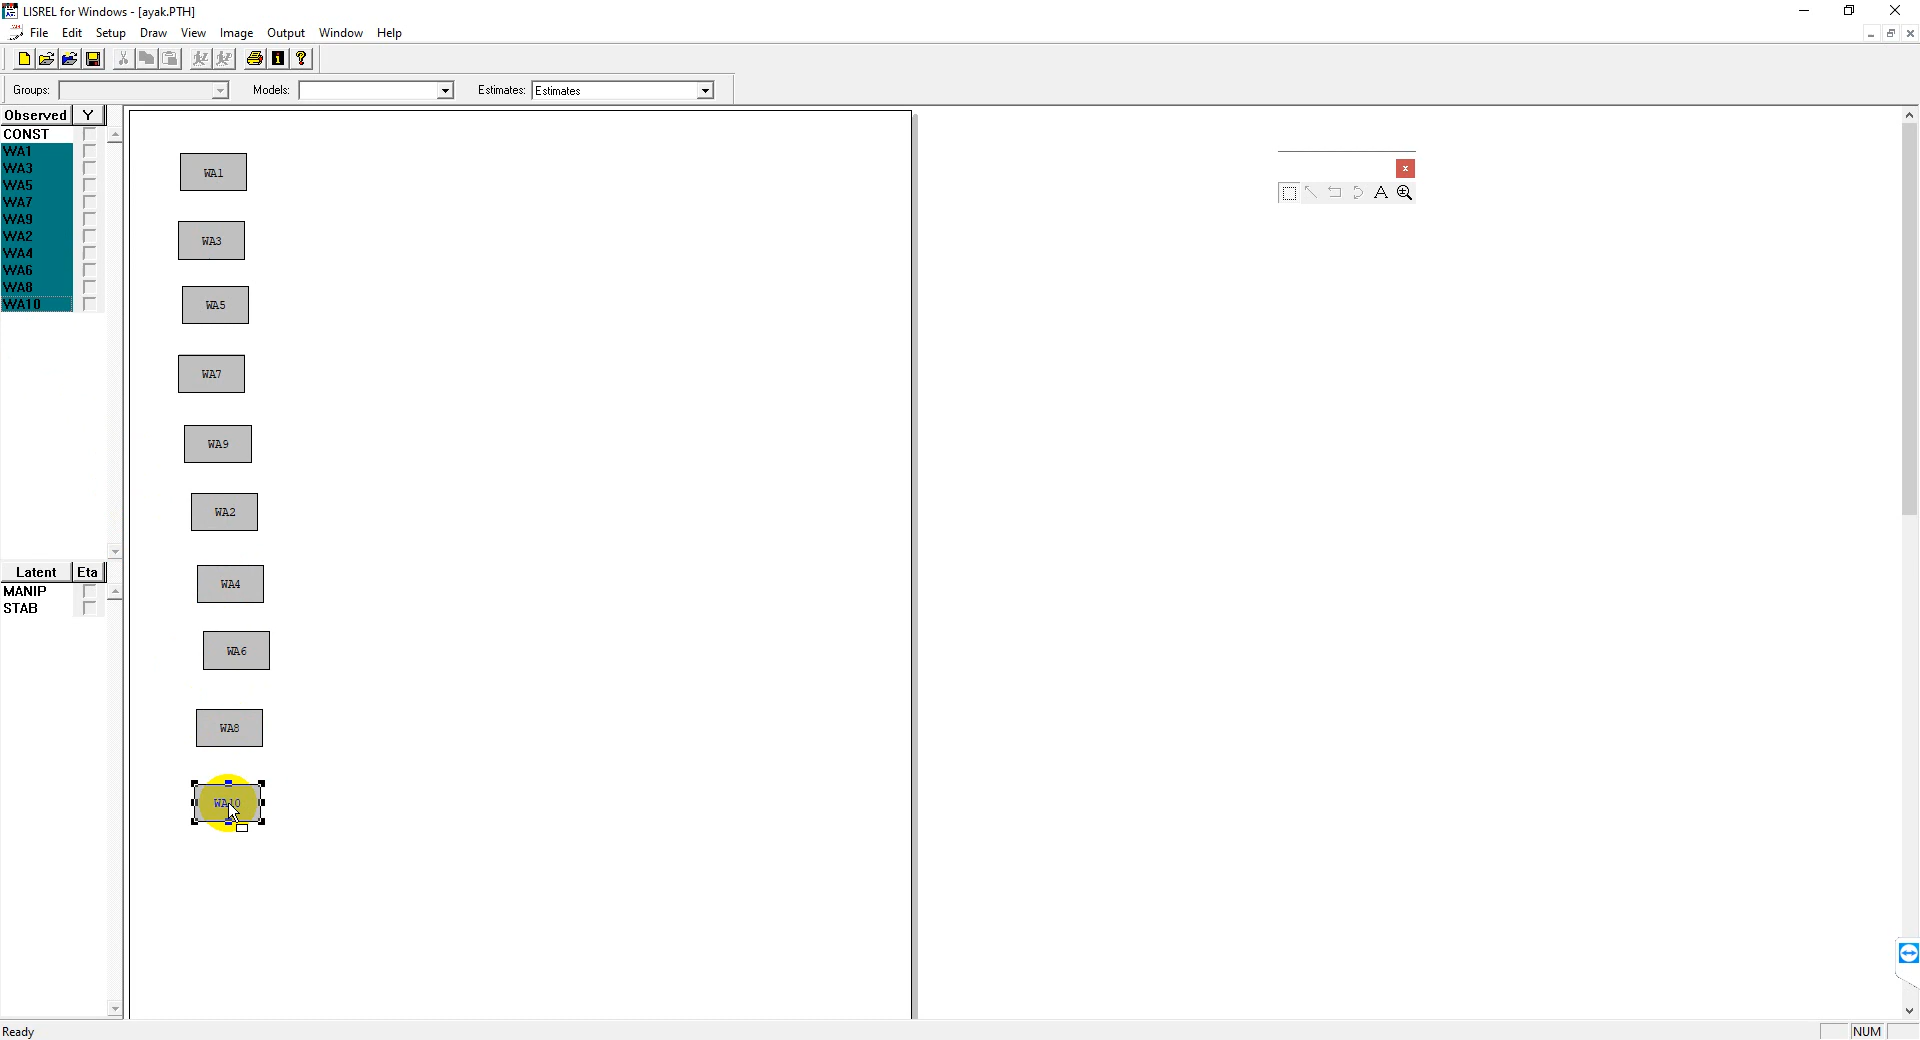 LISREL for Windows - [ayak.PTH]
File Edit Setup Draw View Image Output Window Help
Groups: Models: Estimates: Estimates
Observed Y
CONST
WA1
WA3
WA5
WA7
WA9
WA2
WA4
WA6
WA8
WA10
Latent Eta
MANIP
STAB
WA1
WA3
WA5
WA7
WA9
WA2
WA4
WA6
WA8
WA10
Ready
NUM